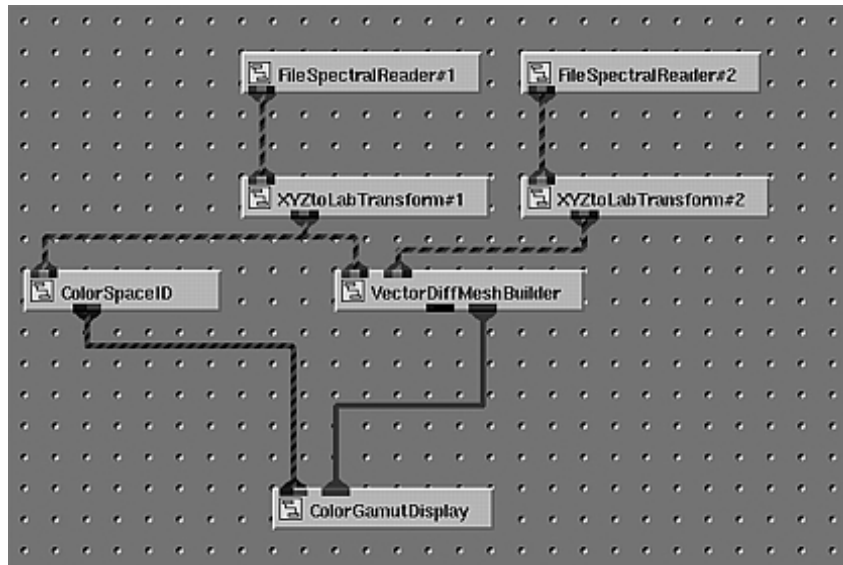 FileSpectralReader#1
FileSpectralReader#2
XYZtoLabTransform#1
XYZtoLabTransform#2
ColorSpaceID
VectorDiffMeshBuilder
ColorGamutDisplay